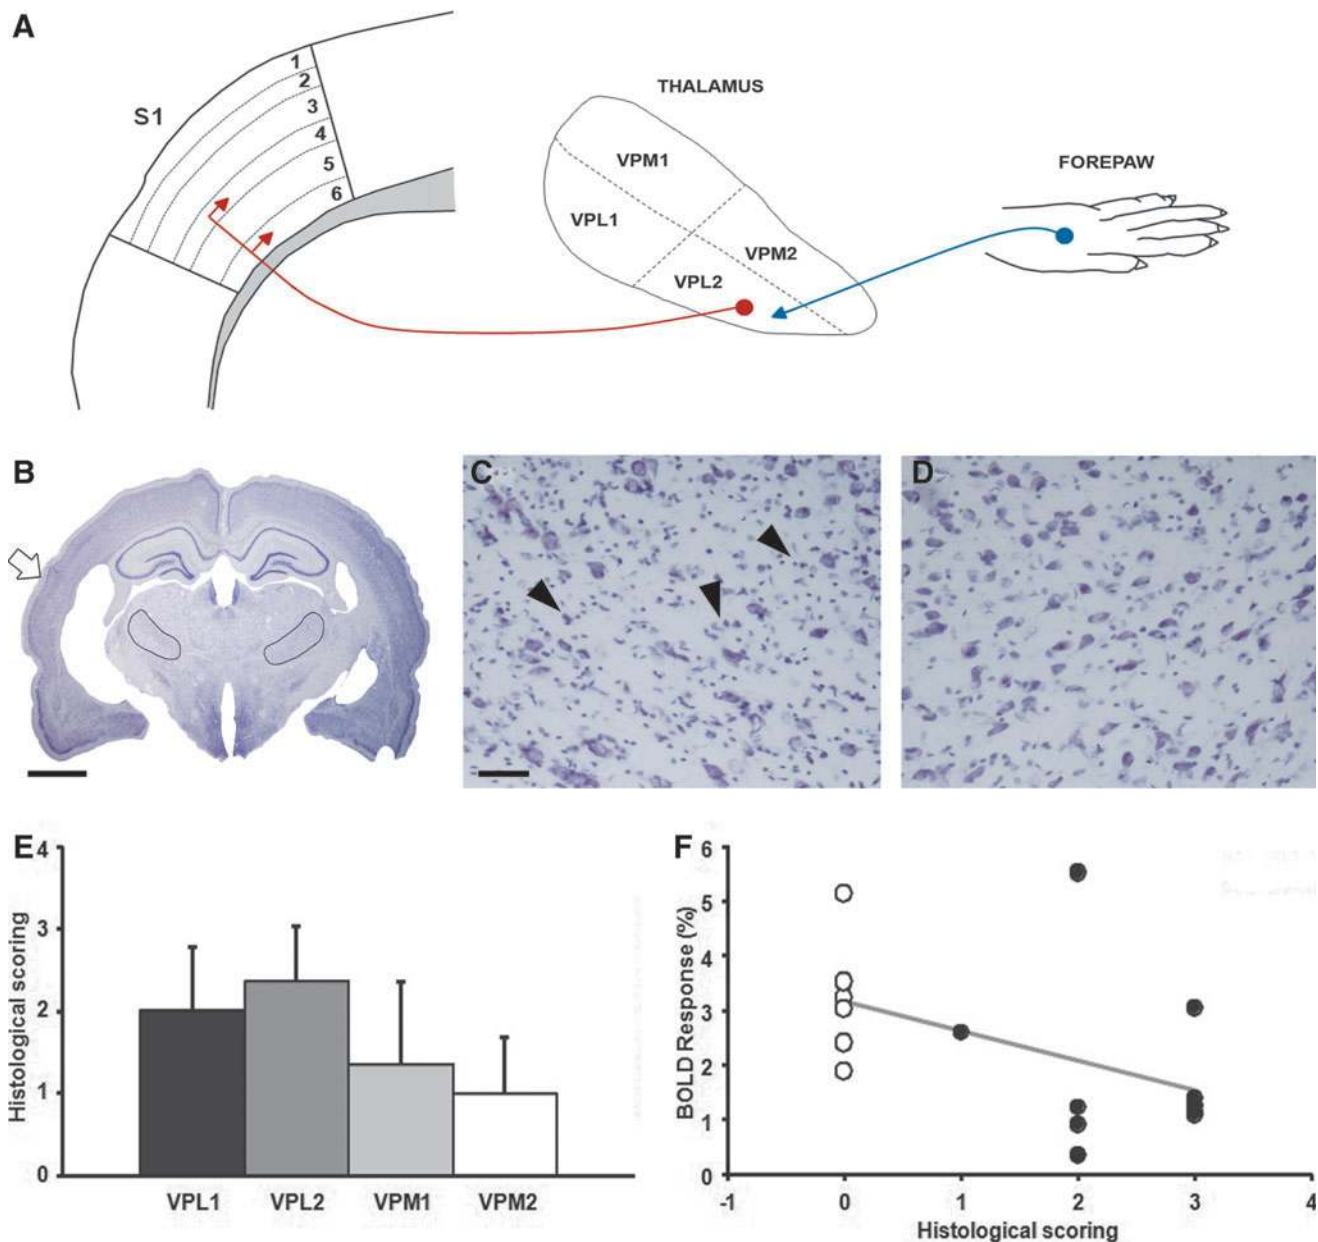 A
S1
1
2
3
4
5
6
THALAMUS
VPM1
VPL1
VPM2
VPL2
FOREPAW
B
C
D
E
Histological scoring
4
3
2
1
0
VPL1
VPL2
VPM1
VPM2
F
BOLD Response (%)
6
5
4
3
2
1
0
-1
0
1
2
3
4
Histological scoring